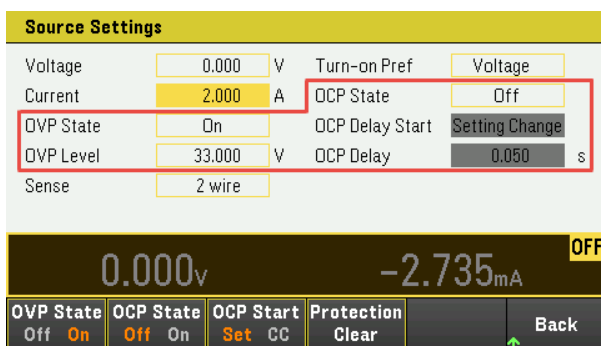 Source Settings
Voltage 0.000 V Turn-on Pref Voltage
Current 2.000 A OCP State Off
OVP State On OCP Delay Start Setting Change
OVP Level 33.000 V OCP Delay 0.050 s
Sense 2 wire
OFF
0.000V -2.735mA
OVP State OCP State OCP Start Protection
Off On Off On Set CC Clear Back